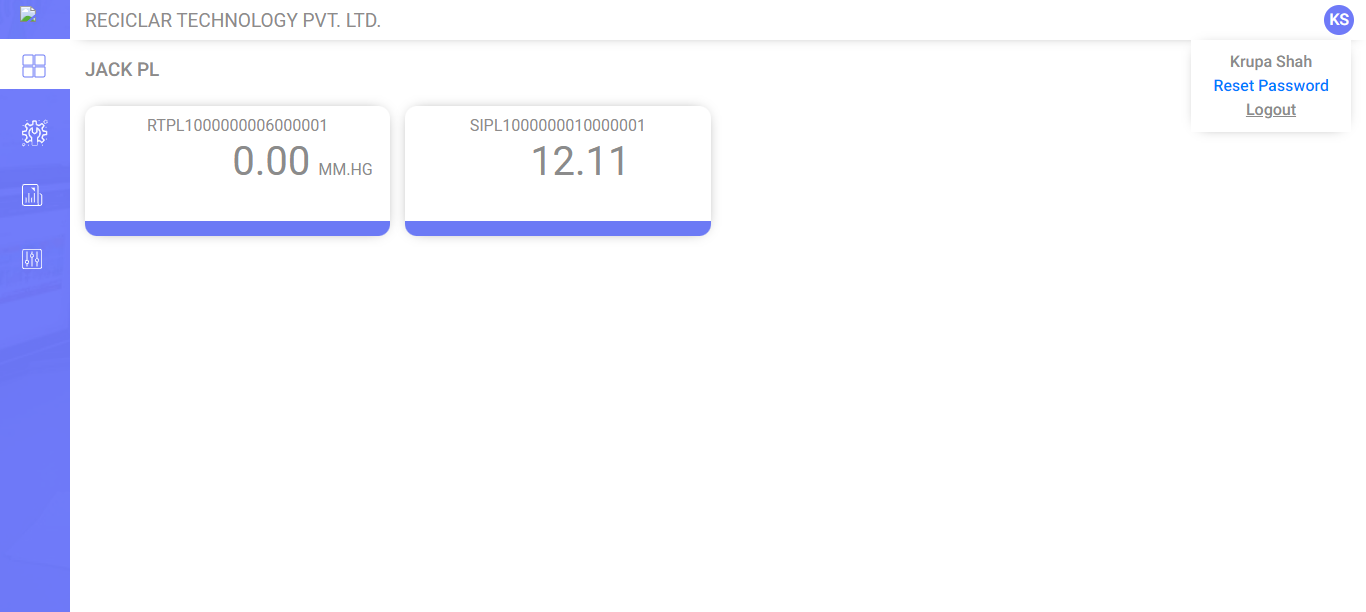 RECICLAR TECHNOLOGY PVT. LTD.
KS
Krupa Shah
Reset Password
Logout
JACK PL
RTPL1000000006000001
0.00 MM.HG
SIPL1000000010000001
12.11